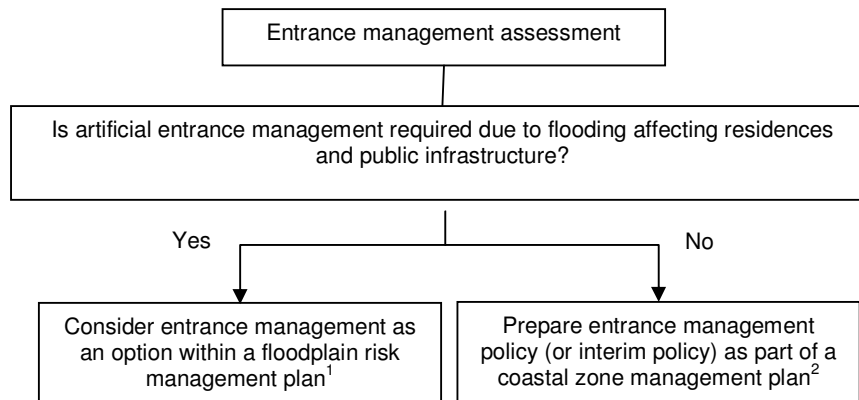 Entrance management assessment
Is artificial entrance management required due to flooding affecting residences
and public infrastructure?
Yes
No
Consider entrance management as
an option within a floodplain risk
management plan1
Prepare entrance management
policy (or interim policy) as part of a
coastal zone management plan2